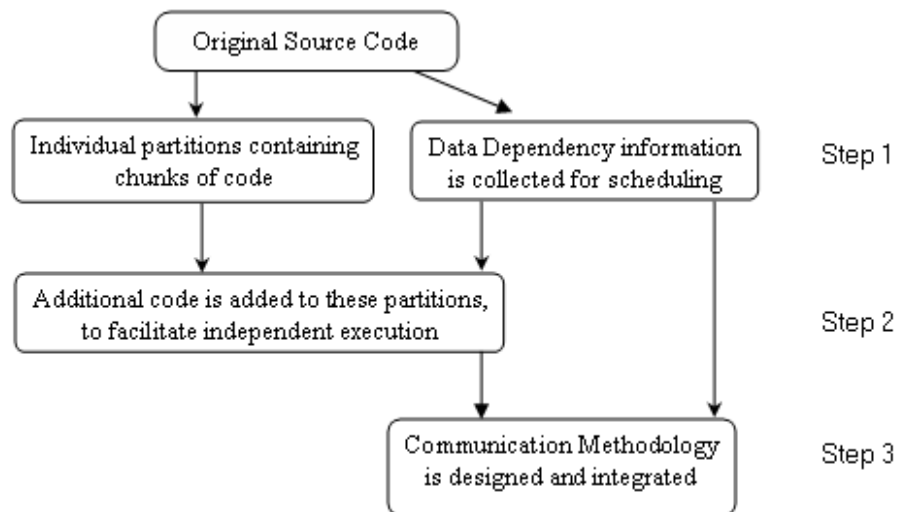 Original Source Code
Individual partitions containing
chunks of code
Data Dependency information
is collected for scheduling
Step 1
Additional code is added to these partitions,
to facilitate independent execution
Step 2
Communication Methodology
is designed and integrated
Step 3